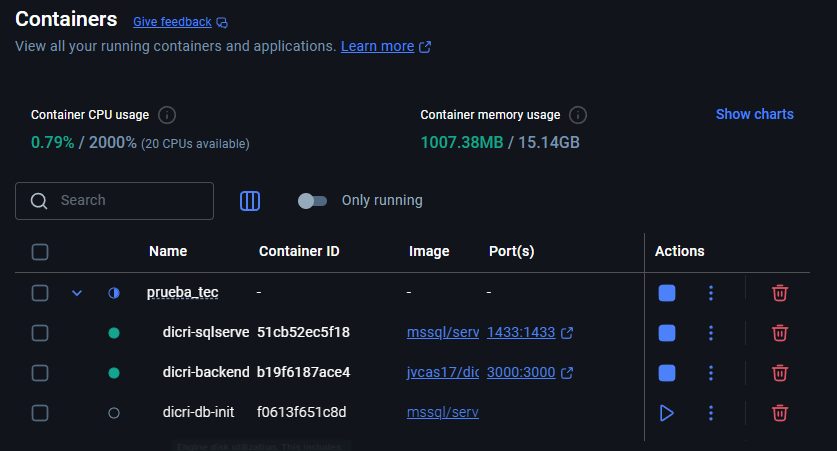 Containers Give feedback
View all your running containers and applications. Learn more
Container CPU usage Container memory usage Show charts
0.79% / 2000% (20 CPUs available) 1007.38MB / 15.14GB
Search Only running
Name Container ID Image Port(s) Actions
prueba_tec - - -
dicri-sqlserve 51cb52ec5f18 mssql/serv 1433:1433
dicri-backend b19f6187ace4 jvcas17/dic 3000:3000
dicri-db-init f0613f651c8d mssql/serv